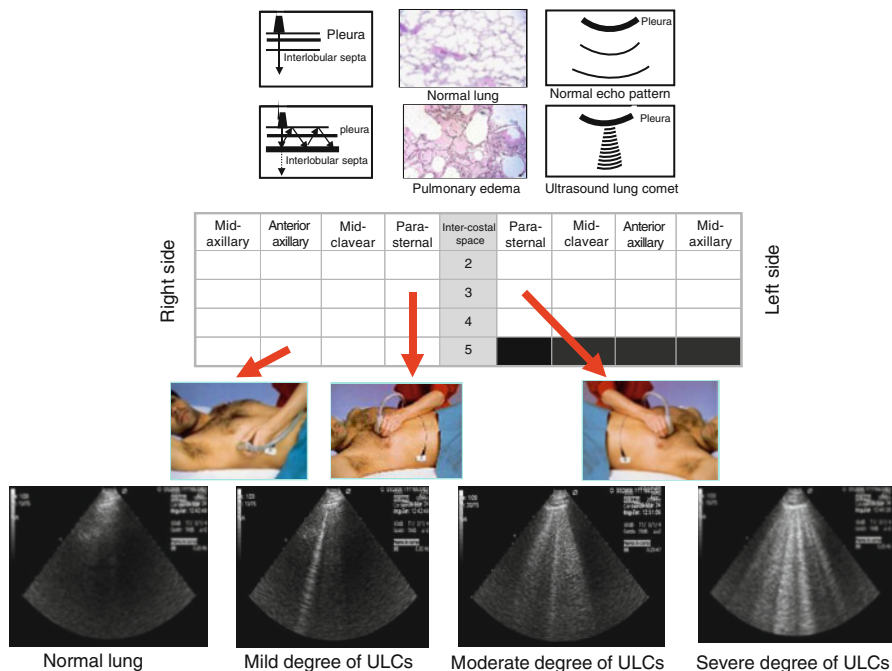 Pleura
Interlobular septa
Normal lung
Pleura
Normal echo pattern
pleura
Interlobular septa
Pulmonary edema
Pleura
Ultrasound lung comet
Right side
Mid-
axillary
Anterior
axillary
Mid-
clavear
Para-
sternal
Inter-costal
space
Para-
sternal
Mid-
clavear
Anterior
axillary
Mid-
axillary
Left side
2
3
4
5
Normal lung
Mild degree of ULCs
Moderate degree of ULCs
Severe degree of ULCs